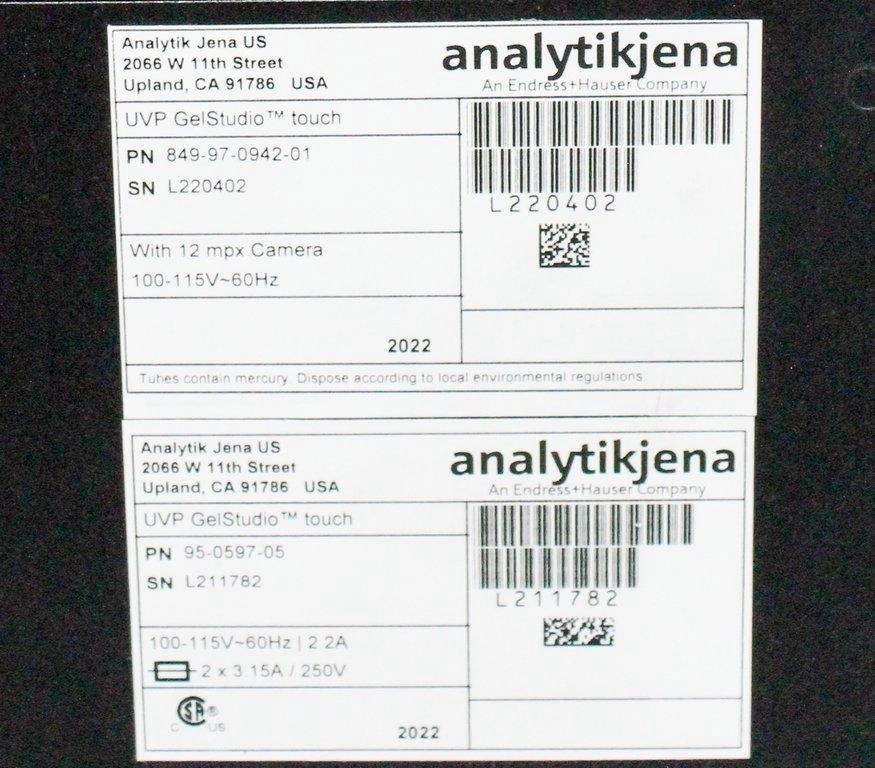 Analytik Jena US
2066 W 11th Street
Upland, CA 91786 USA
analytikjena
An Endress+Hauser Company
UVP GelStudio™ touch
PN 849-97-0942-01
SN L220402
L220402
With 12 mpx Camera
100-115V~60Hz
2022
Tubes contain mercury. Dispose according to local environmental regulations.
Analytik Jena US
2066 W 11th Street
Upland, CA 91786 USA
analytikjena
An Endress+Hauser Company
UVP GelStudio™ touch
PN 95-0597-05
SN L211782
L211782
100-115V~60Hz | 2.2A
2 x 3.15A / 250V
C SA ® US
2022